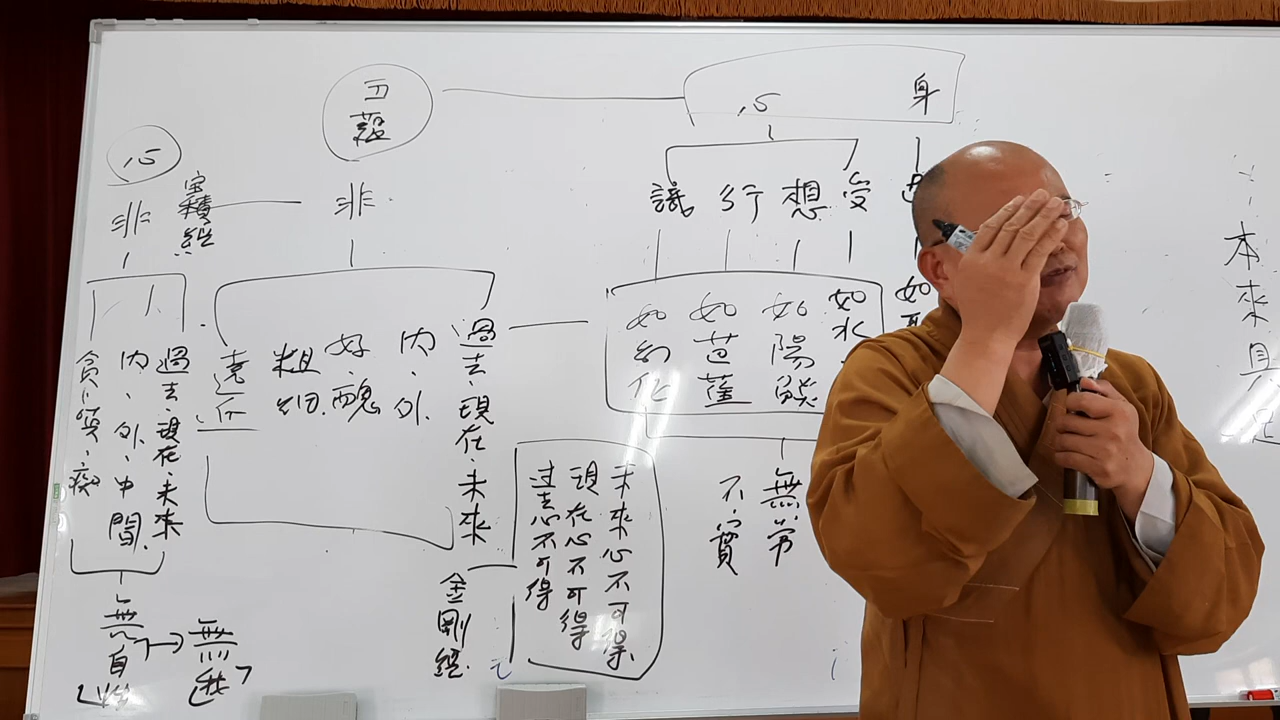 本來具足
身
心
受
想
行
識
如水
如陽燄
如芭蕉
如幻化
無常
不實
五蘊
非
過去、現在、未來
內、外
好、醜
粗、細
遠近
未來心不可得
現在心不可得
过去心不可得
金剛經
寶積經
心
非
過去、現在、未來
內、外、中間
貪、嗔、癡
無自性
無我